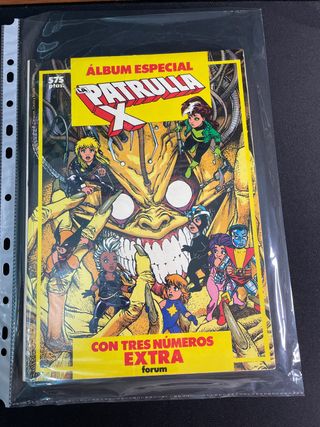 575
ptas.
ÁLBUM ESPECIAL
LA PATRULLA
X
CON TRES NÚMEROS
EXTRA
forum